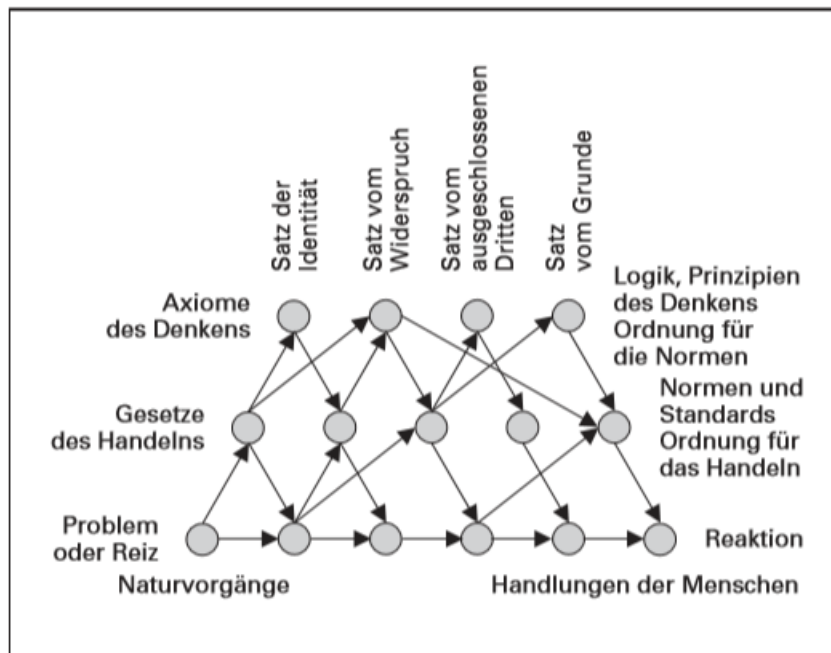 Satz der
Identität
Satz vom
Widerspruch
Satz vom
ausgeschlossenen
Dritten
Satz
vom Grunde
Axiome
des Denkens
Logik, Prinzipien
des Denkens
Ordnung für
die Normen
Gesetze
des Handelns
Normen und
Standards
Ordnung für
das Handeln
Problem
oder Reiz
Reaktion
Naturvorgänge
Handlungen der Menschen